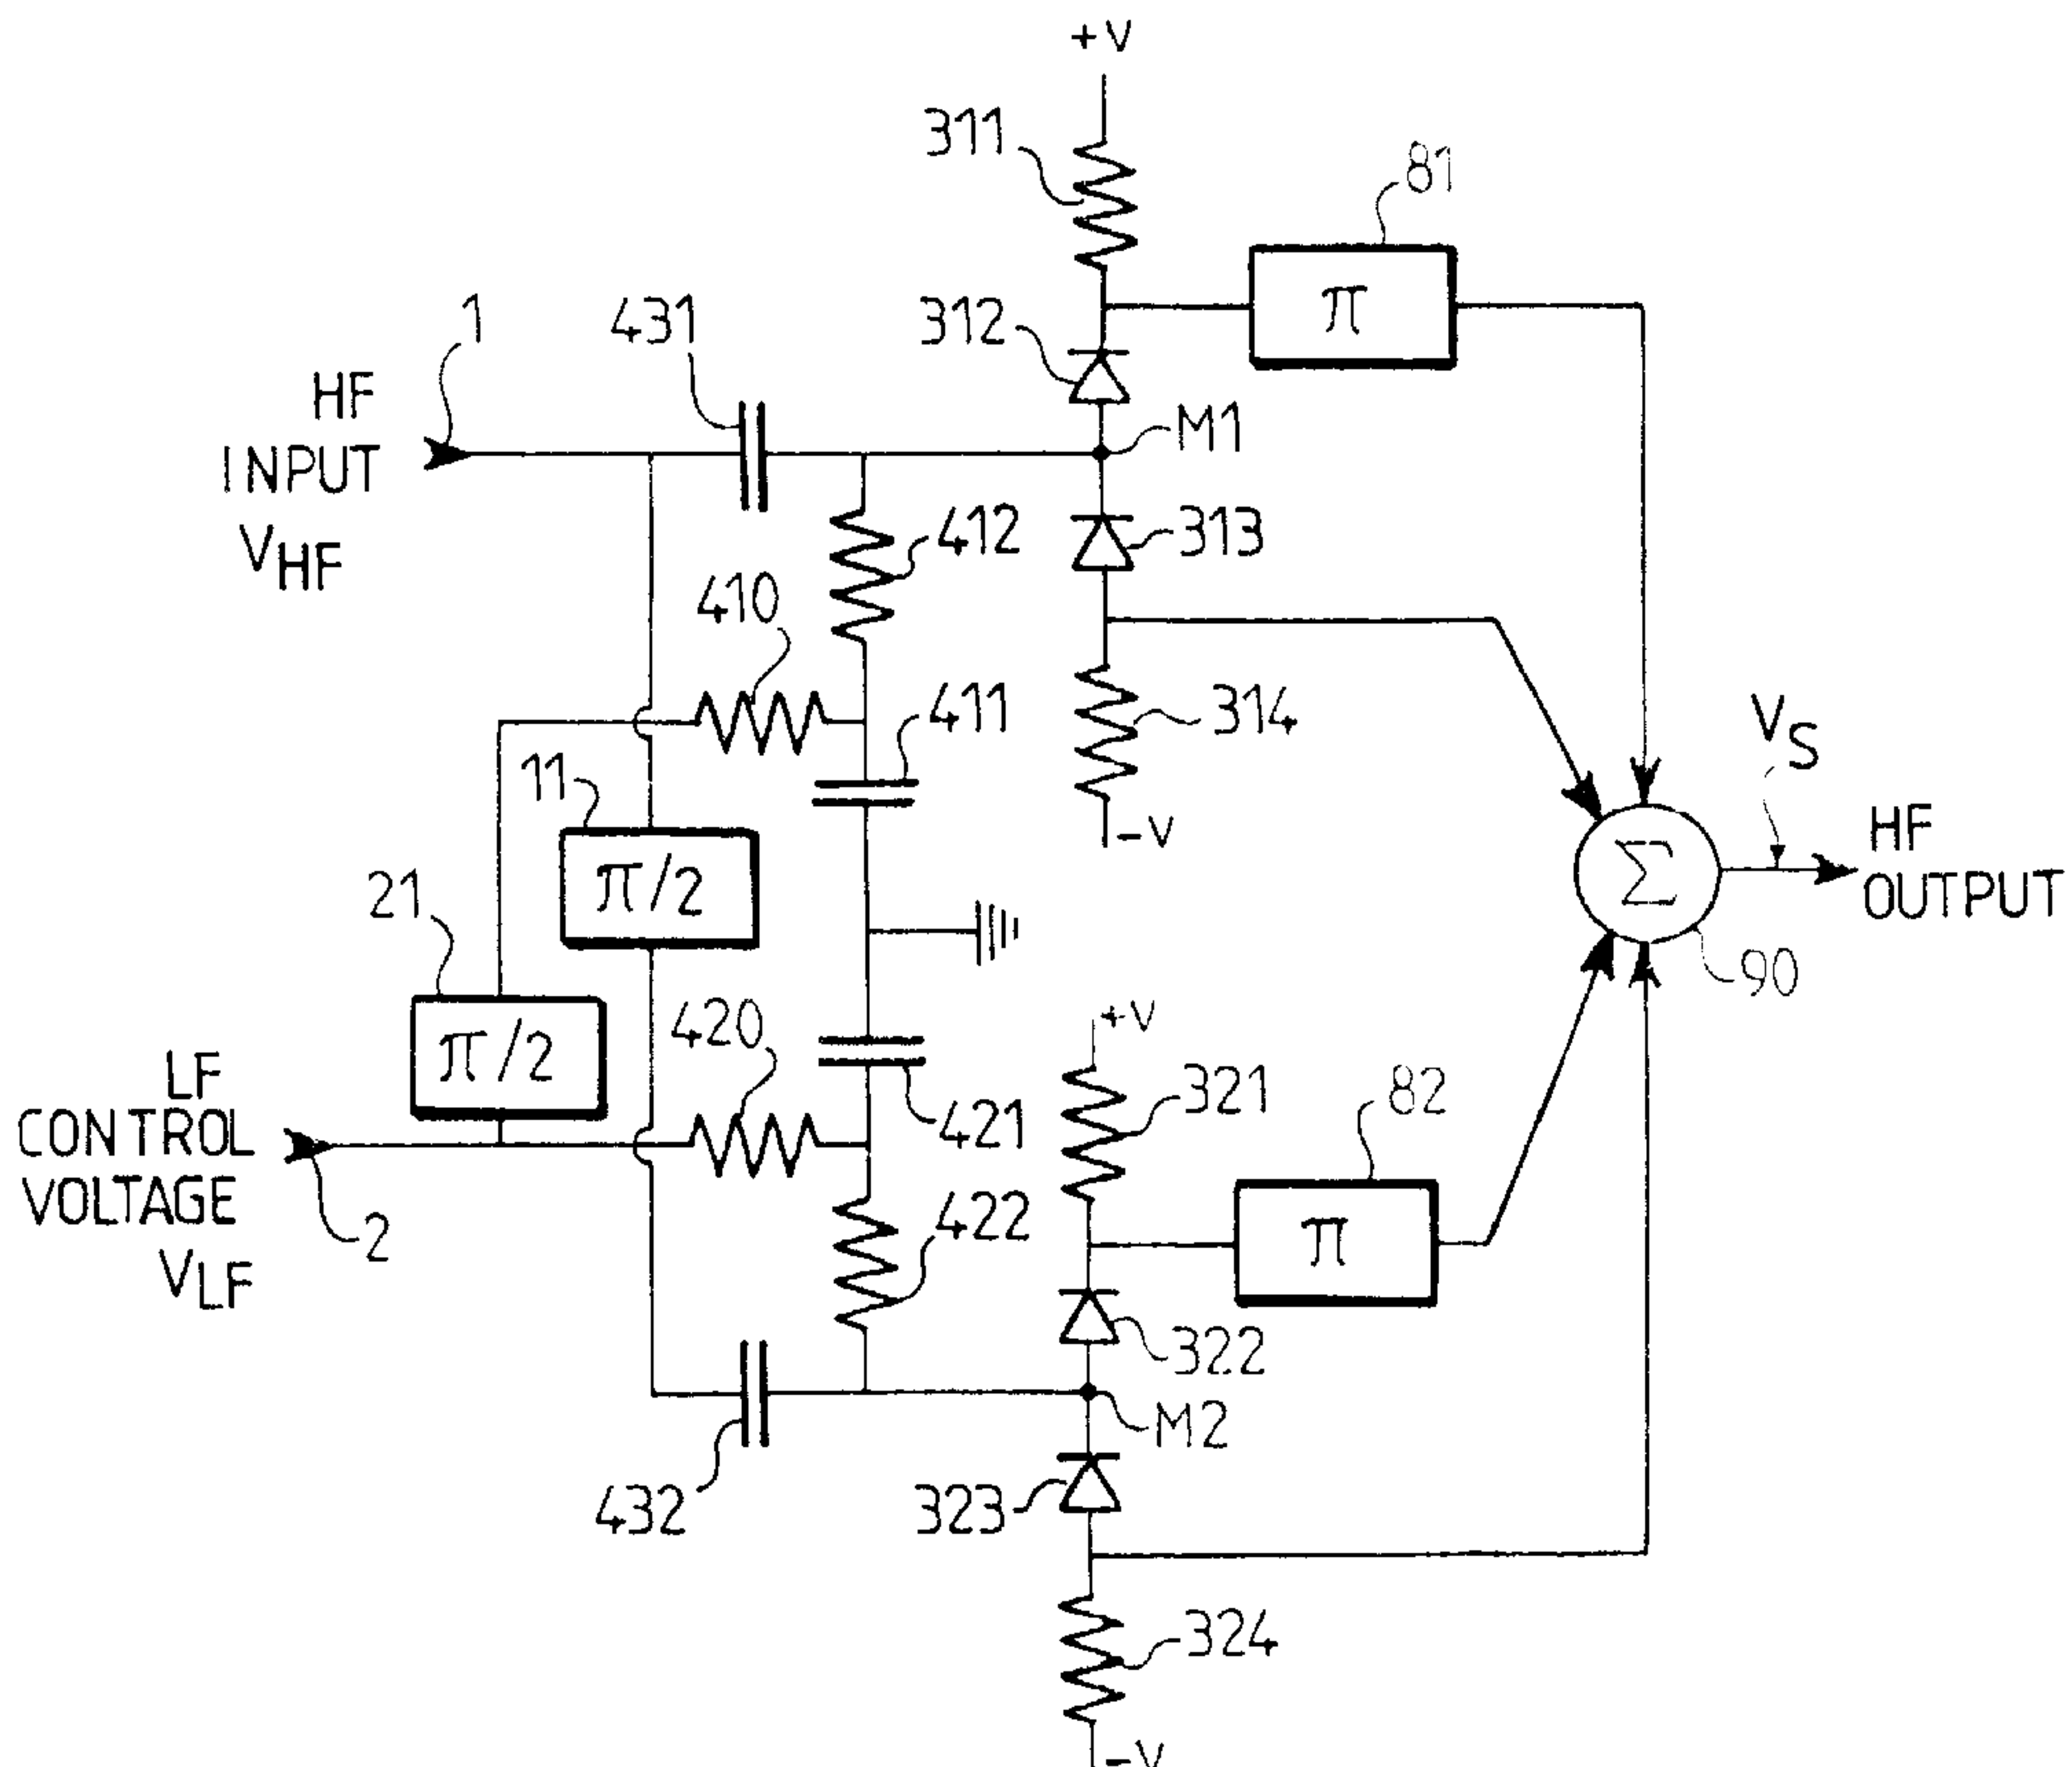 +V
311
81
π
1
431
312
HF
INPUT
VHF
M1
412
313
410
411
314
VS
11
-V
π/2
HF
OUTPUT
Σ
21
90
420
+V
π/2
LF
CONTROL
VOLTAGE
VLF
321
82
421
2
422
π
322
M2
432
323
324
-V